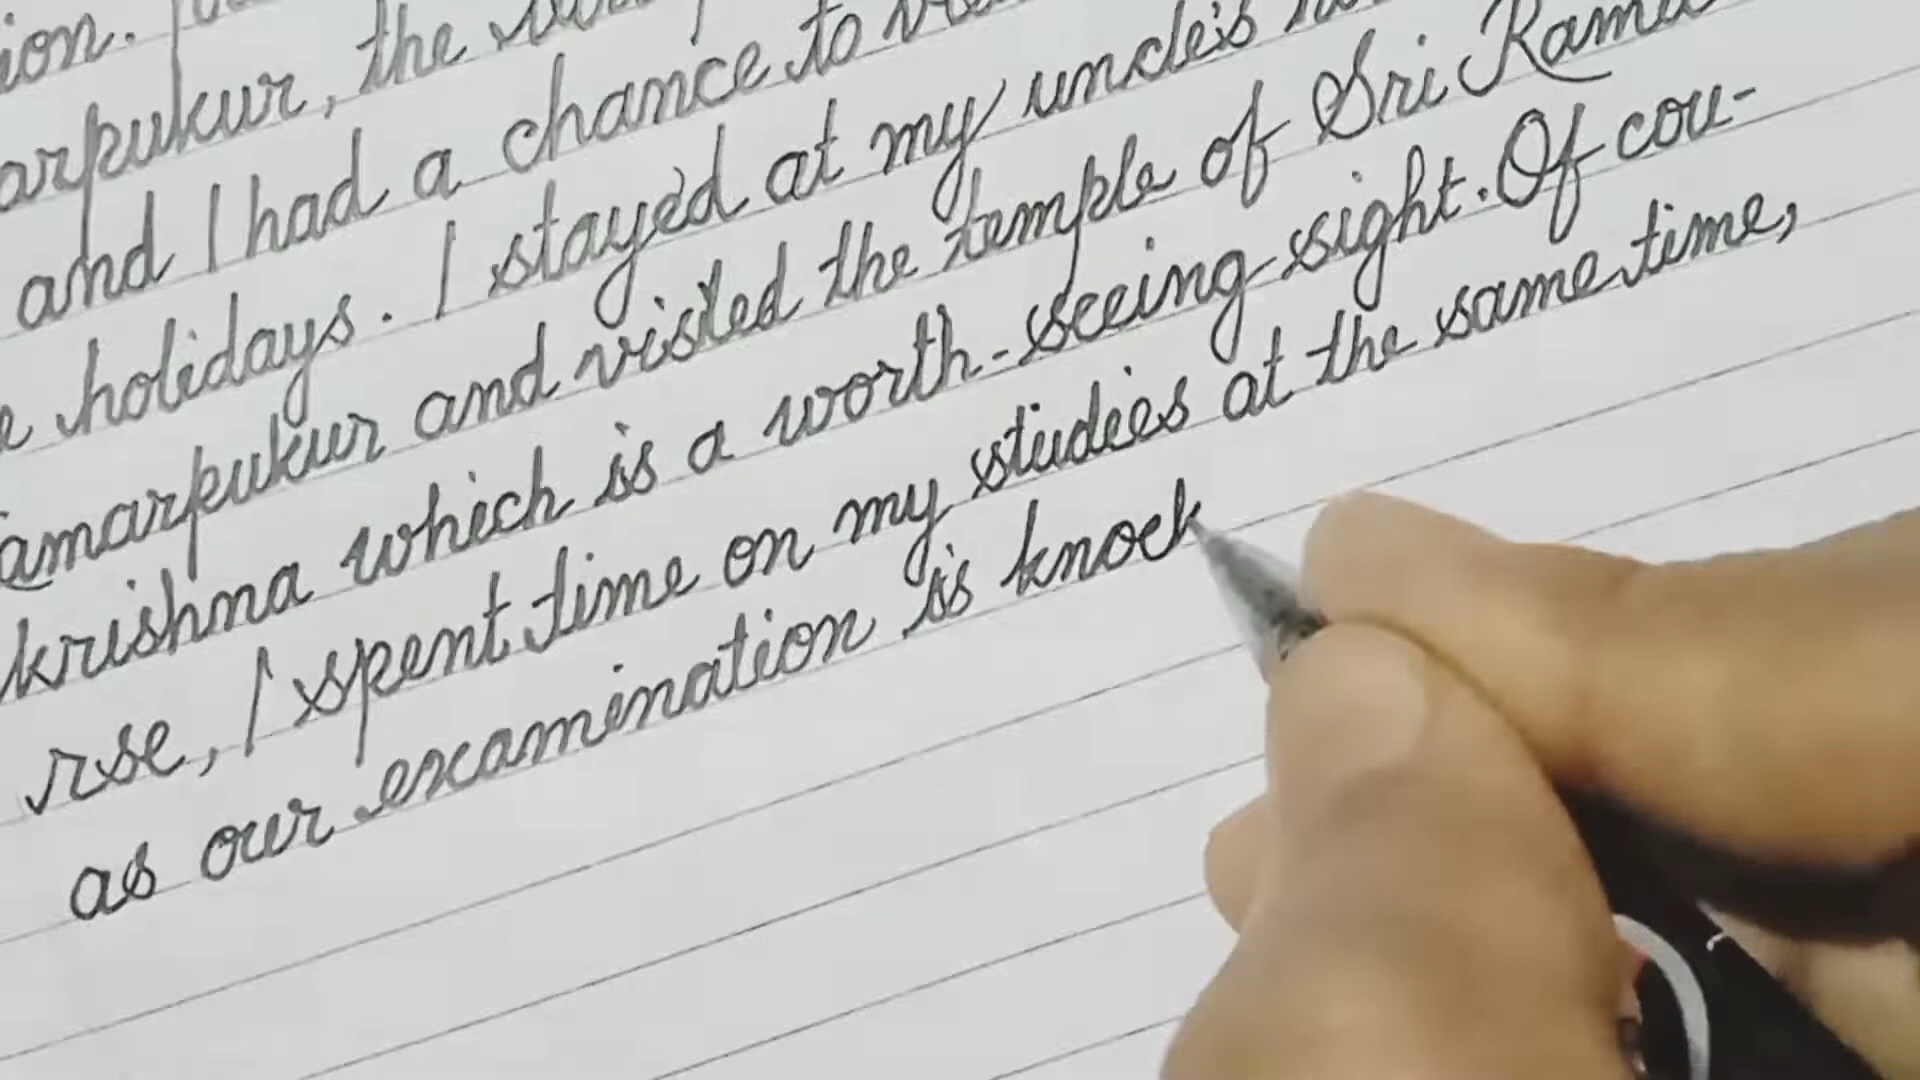 ion.
arpukur, the
and I had a chance to
holidays. I stayed at my uncle's
amarpukur and visited the temple of Sri Rama
krishna which is a worth-seeing sight. Of cou-
rse, I spent time on my studies at the same time,
as our examination is knock